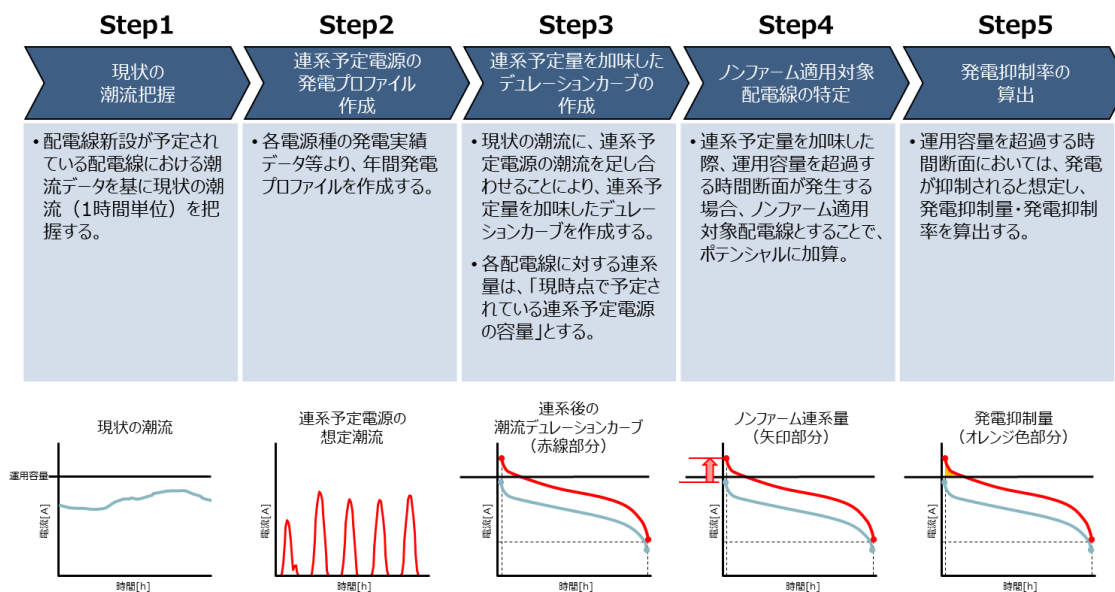 Step1
Step2
Step3
Step4
Step5
現状の
潮流把握
連系予定電源の
発電プロファイル
作成
連系予定量を加味した
デュレーションカーブの
作成
ノンファーム適用対象
配電線の特定
発電抑制率の
算出
• 配電線新設が予定され
ている配電線における潮
流データを基に現状の潮
流（1時間単位）を把
握する。
• 各電源種の発電実績
データ等より、年間発電
プロファイルを作成する。
• 現状の潮流に、連系予
定電源の潮流を足し合
わせることにより、連系予
定量を加味したデュレー
ションカーブを作成する。
• 各配電線に対する連系
量は、「現時点で予定さ
れている連系予定電源
の容量」とする。
• 連系予定量を加味した
際、運用容量を超過す
る時間断面が発生する
場合、ノンファーム適用
対象配電線とすることで、
ポテンシャルに加算。
• 運用容量を超過する時
間断面においては、発電
が抑制されると想定し、
発電抑制量・発電抑制
率を算出する。
現状の潮流
運用容量
電流[A]
時間[h]
連系予定電源の
想定潮流
電流[A]
時間[h]
連系後の
潮流デュレーションカーブ
（赤線部分）
電流[A]
時間[h]
ノンファーム連系量
（矢印部分）
電流[A]
時間[h]
発電抑制量
（オレンジ色部分）
電流[A]
時間[h]